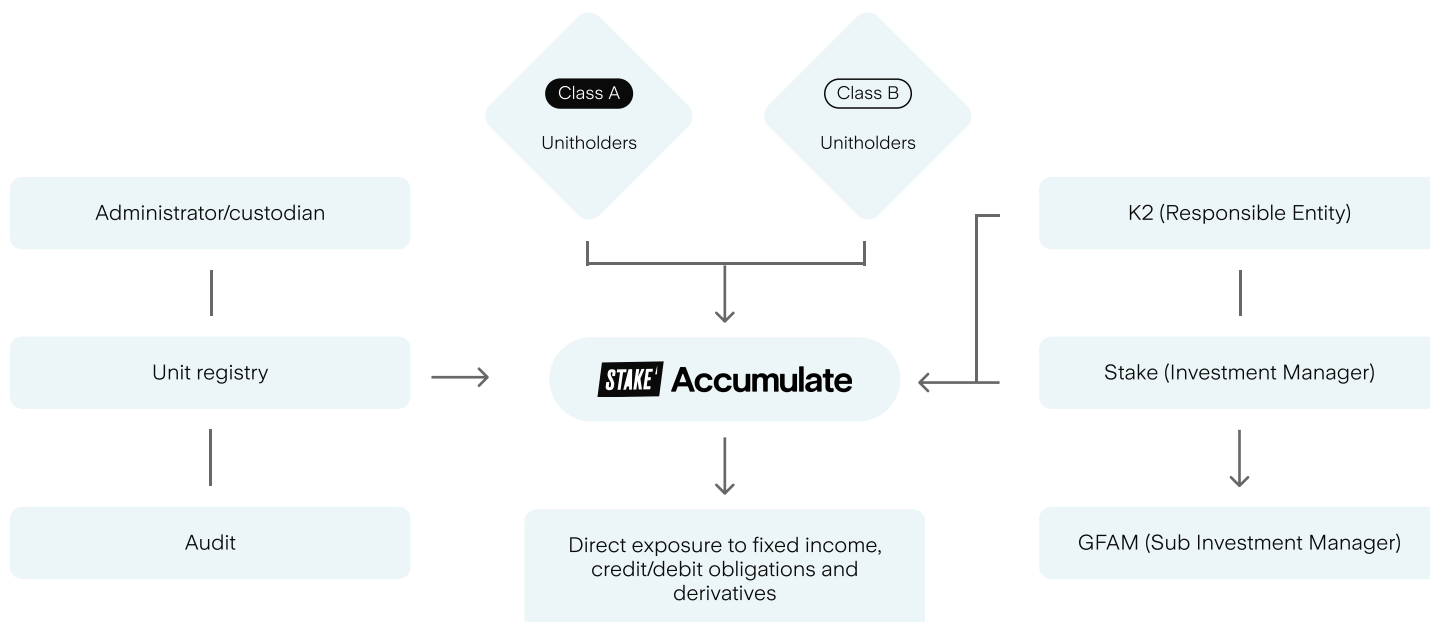 Class A
Unitholders
Class B
Unitholders
Administrator/custodian
K2 (Responsible Entity)
Unit registry
STAKE Accumulate
Stake (Investment Manager)
Audit
Direct exposure to fixed income,
credit/debit obligations and
derivatives
GFAM (Sub Investment Manager)